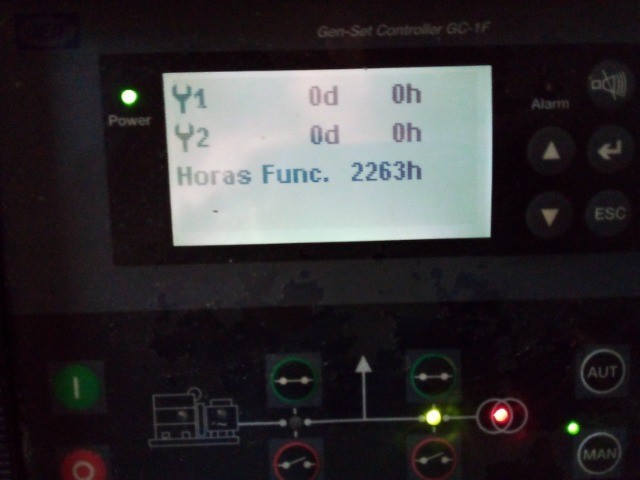 Gen-Set Controller GC-1F
Power
1 0d 0h
2 0d 0h
Horas Func. 2263h
Alarm
ESC
AUT
MAN